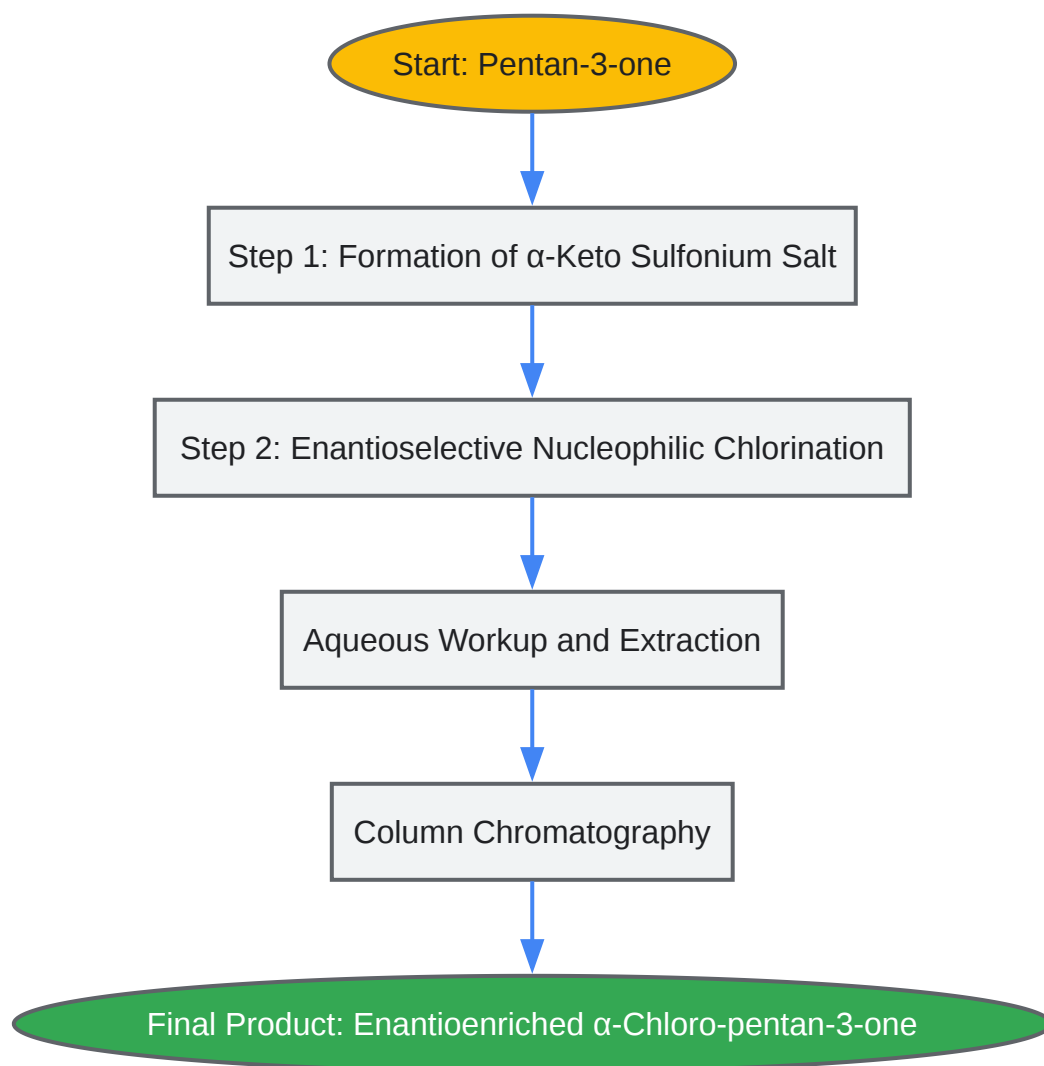 Start: Pentan-3-one
Step 1: Formation of α-Keto Sulfonium Salt
Step 2: Enantioselective Nucleophilic Chlorination
Aqueous Workup and Extraction
Column Chromatography
Final Product: Enantioenriched α-Chloro-pentan-3-one